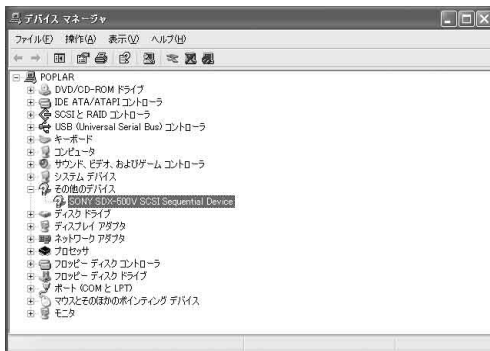 デバイス マネージャ
ファイル(F) 操作(A) 表示(V) ヘルプ(H)
POPLAR
DVD/CD-ROM ドライブ
IDE ATA/ATAPI コントローラ
SCSI と RAID コントローラ
USB (Universal Serial Bus) コントローラ
キーボード
コンピュータ
サウンド、ビデオ、およびゲーム コントローラ
システム デバイス
その他のデバイス
SONY SDX-500V SCSI Sequential Device
ディスク ドライブ
ディスプレイ アダプタ
ネットワーク アダプタ
プロセッサ
フロッピー ディスク コントローラ
フロッピー ディスク ドライブ
ポート (COM と LPT)
マウスとそのほかのポインティング デバイス
モニタ